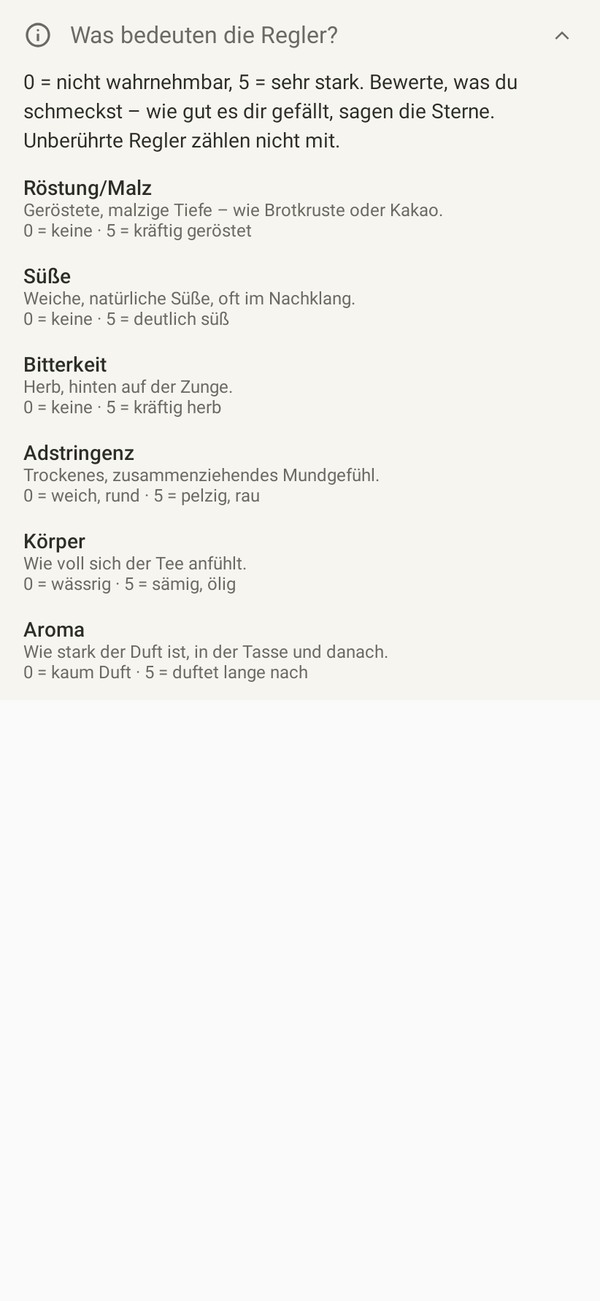 Was bedeuten die Regler?
0 = nicht wahrnehmbar, 5 = sehr stark. Bewerte, was du
schmeckst – wie gut es dir gefällt, sagen die Sterne.
Unberührte Regler zählen nicht mit.
Röstung/Malz
Geröstete, malzige Tiefe – wie Brotkruste oder Kakao.
0 = keine · 5 = kräftig geröstet
Süße
Weiche, natürliche Süße, oft im Nachklang.
0 = keine · 5 = deutlich süß
Bitterkeit
Herb, hinten auf der Zunge.
0 = keine · 5 = kräftig herb
Adstringenz
Trockenes, zusammenziehendes Mundgefühl.
0 = weich, rund · 5 = pelzig, rau
Körper
Wie voll sich der Tee anfühlt.
0 = wässrig · 5 = sämig, ölig
Aroma
Wie stark der Duft ist, in der Tasse und danach.
0 = kaum Duft · 5 = duftet lange nach